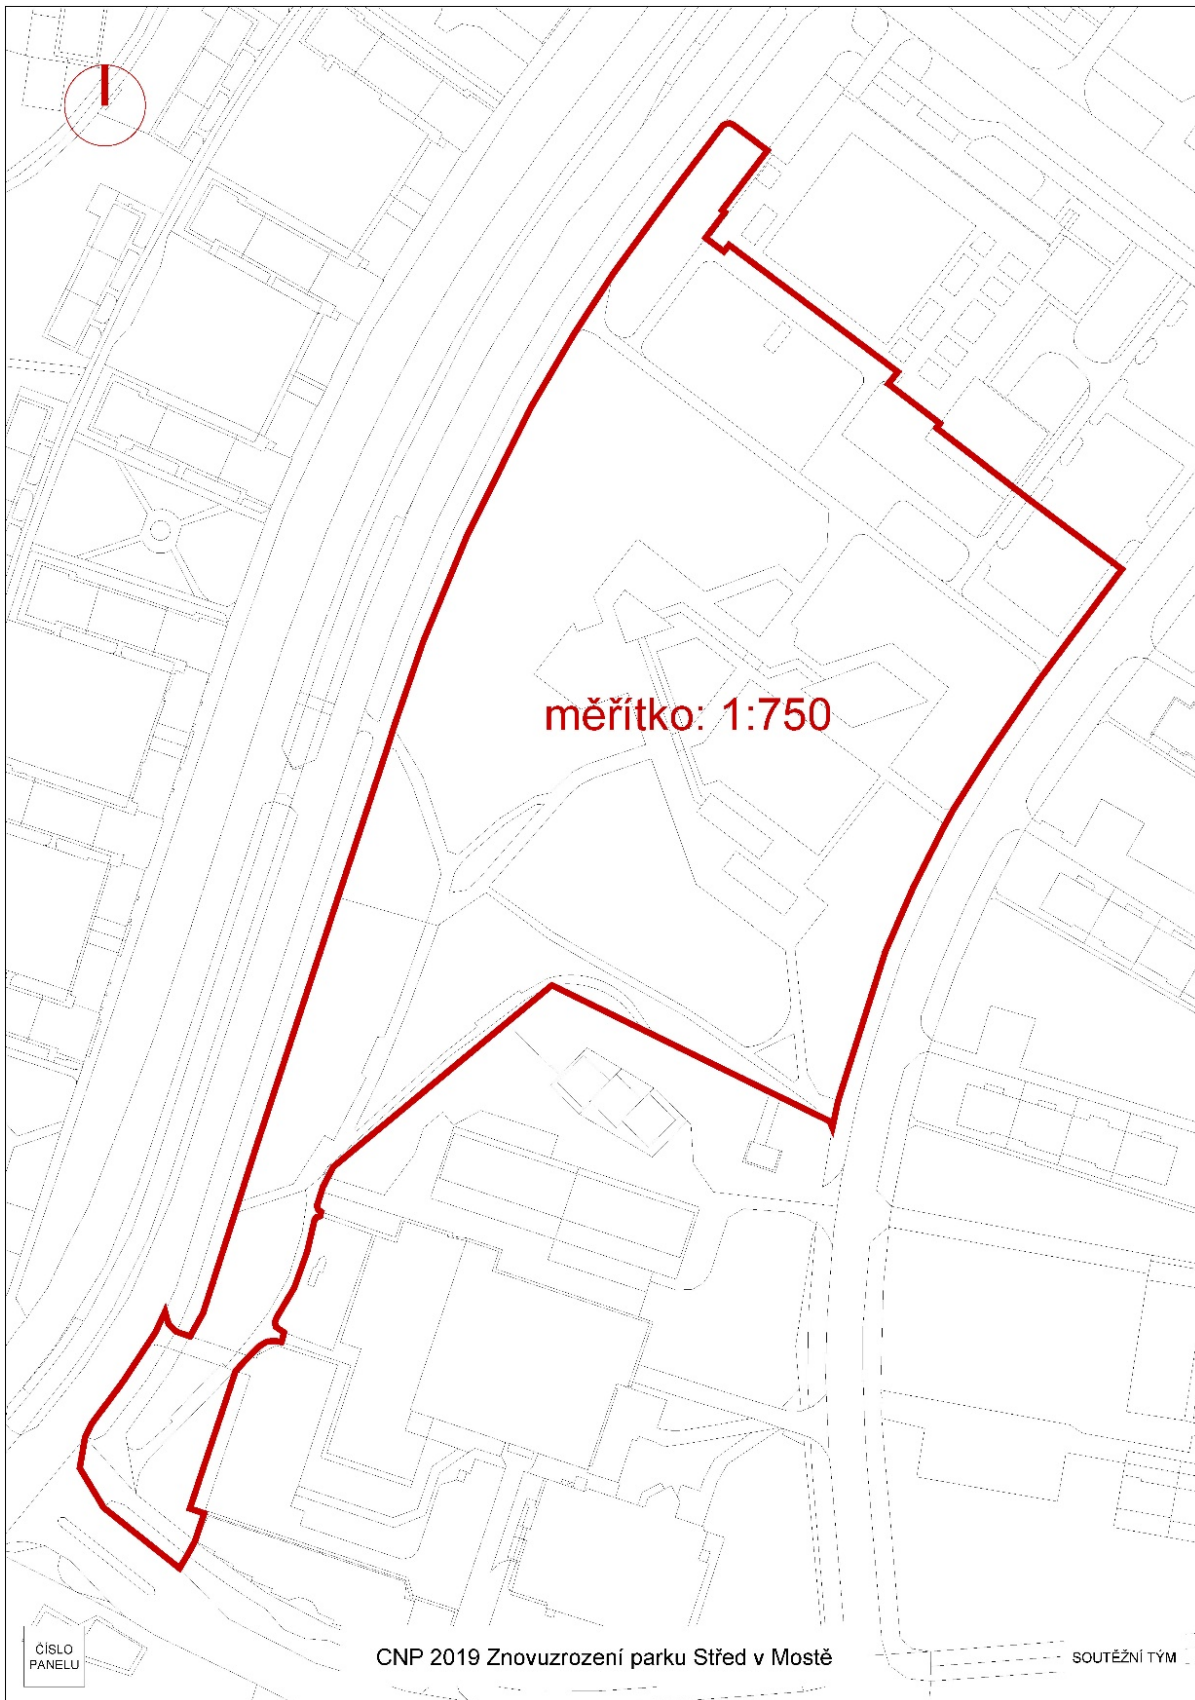 měřítko: 1:750
ČÍSLO
PANELU
CNP 2019 Znovuzrození parku Střed v Mostě
SOUTĚŽNÍ TÝM